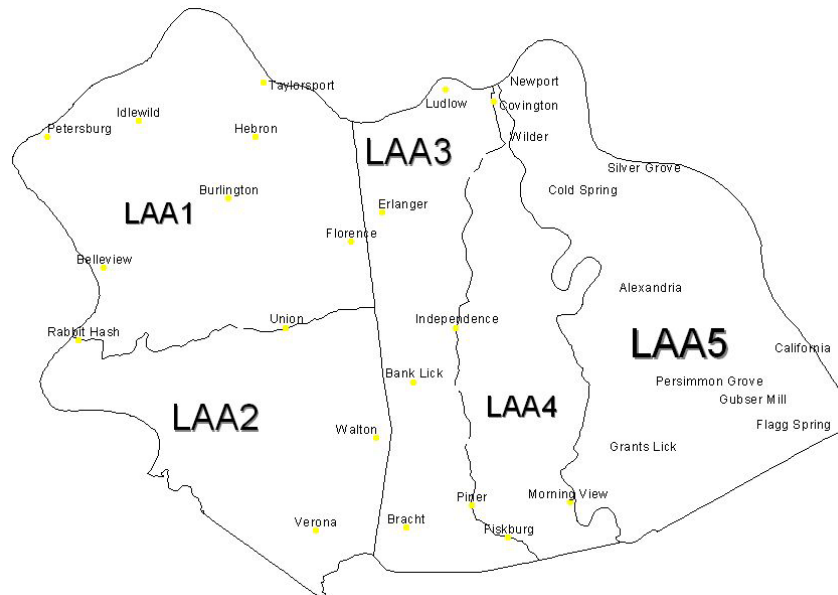 Newport
Taylorsport
Ludlow
Covington
Idlewild
Petersburg
Hebron
Wilder
LAA3
Silver Grove
Burlington
Cold Spring
LAA1
Erlanger
Florence
Belleview
Alexandria
Union
Independence
Rabbit Hash
LAA5
California
Bank Lick
Persimmon Grove
Gubser Mill
LAA2
LAA4
Walton
Flagg Spring
Grants Lick
Piner
Morning View
Verona
Bracht
Fiskburg